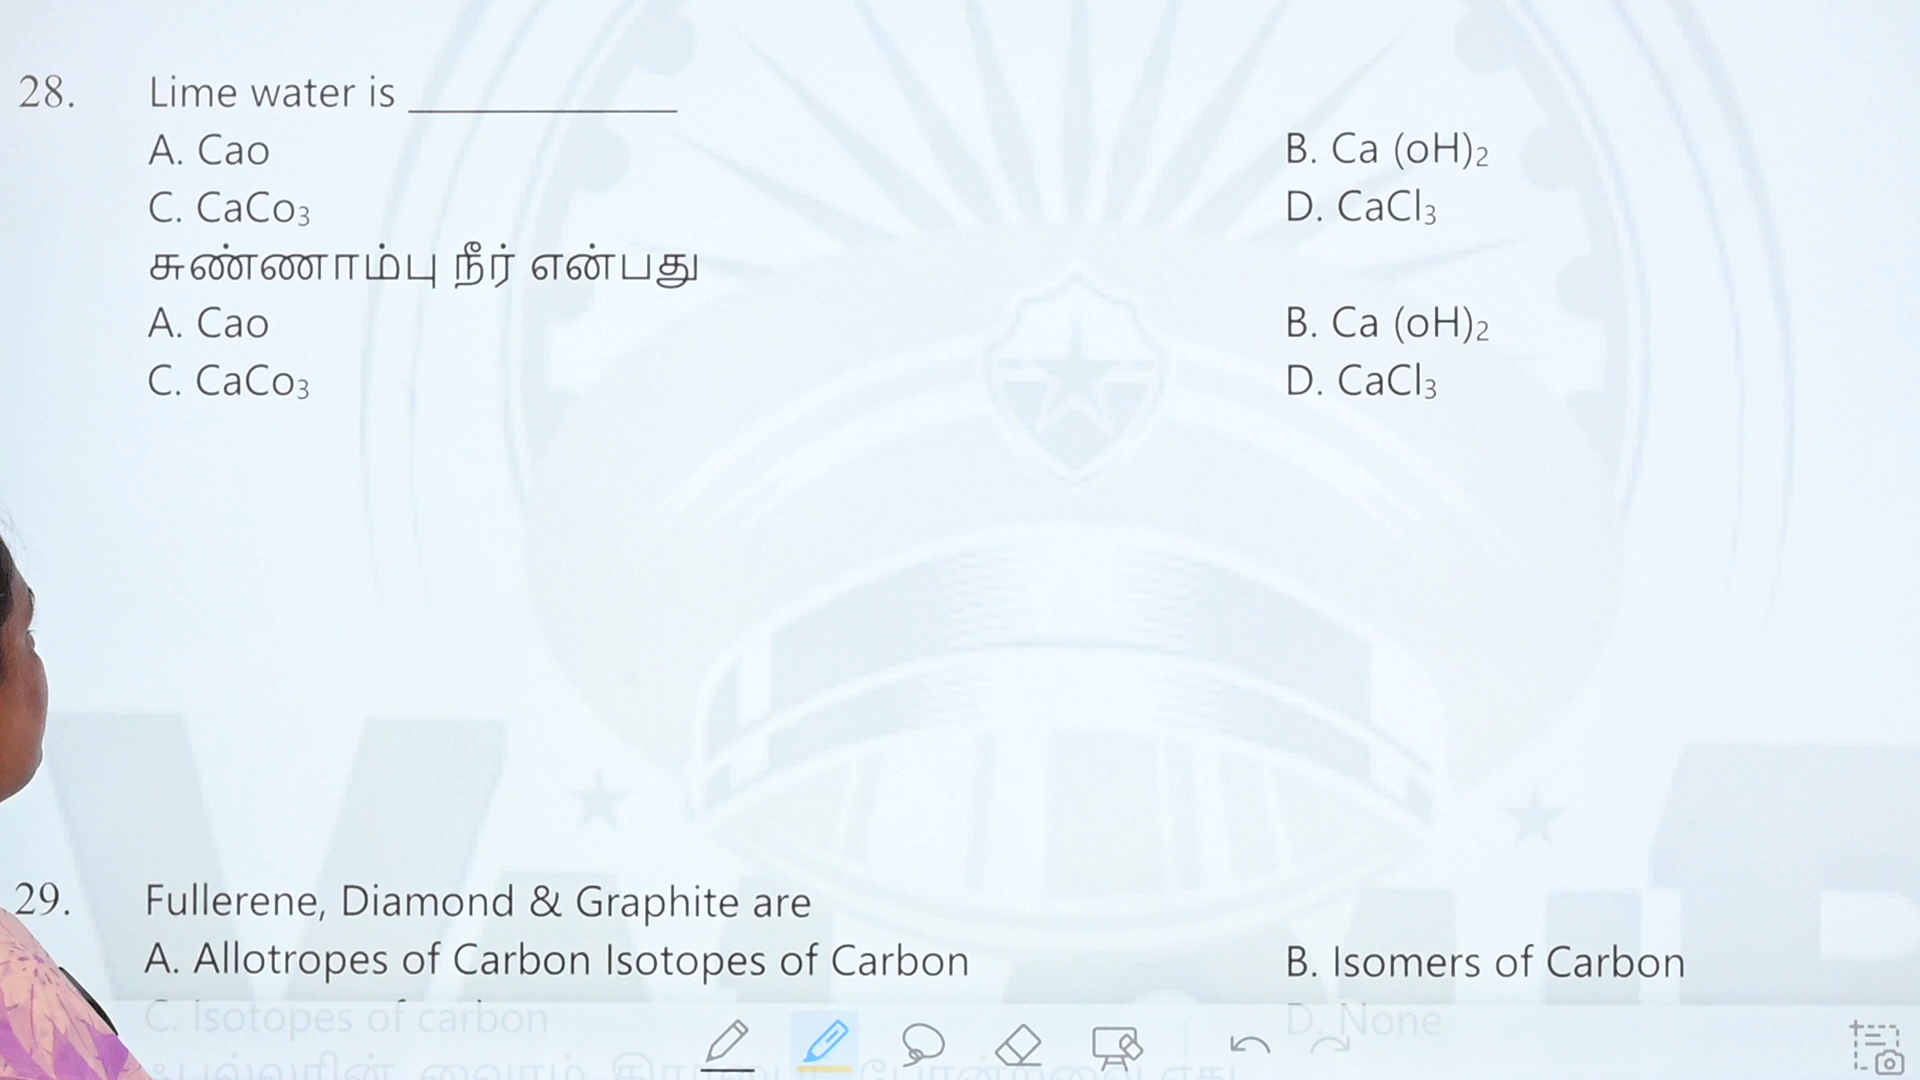 28. Lime water is ____________
A. Cao B. Ca (oH)₂
C. CaCo₃ D. CaCl₃
சுண்ணாம்பு நீர் என்பது
A. Cao B. Ca (oH)₂
C. CaCo₃ D. CaCl₃
29. Fullerene, Diamond & Graphite are
A. Allotropes of Carbon Isotopes of Carbon B. Isomers of Carbon
C. Isotopes of carbon D. None